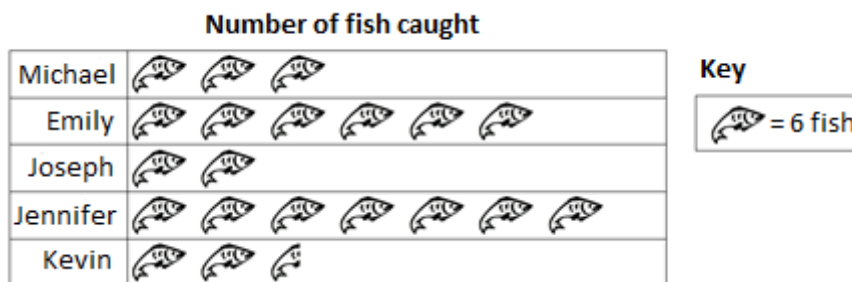 Number of fish caught
Michael
Key
Emily
= 6 fish
Joseph
Jennifer
Kevin